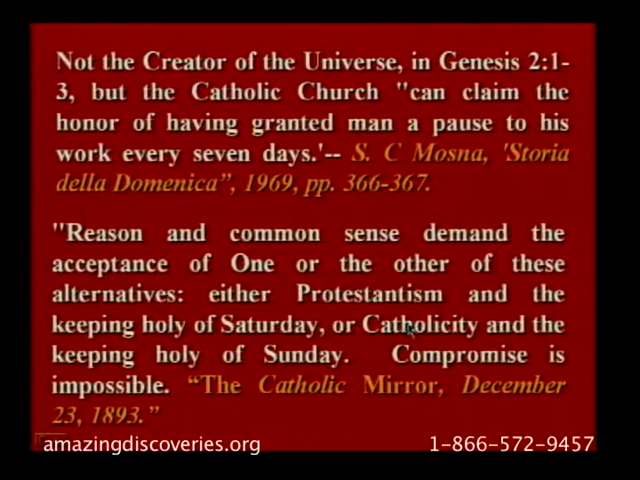 Not the Creator of the Universe, in Genesis 2:1-
3, but the Catholic Church "can claim the
honor of having granted man a pause to his
work every seven days.'-- S. C Mosna, 'Storia
della Domenica”, 1969, pp. 366-367.
"Reason and common sense demand the
acceptance of One or the other of these
alternatives: either Protestantism and the
keeping holy of Saturday, or Catholicity and the
keeping holy of Sunday. Compromise is
impossible. “The Catholic Mirror, December
23, 1893.”
amazingdiscoveries.org 1-866-572-9457